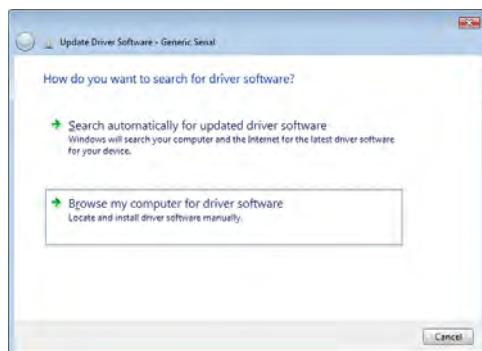 Update Driver Software - Generic Serial
How do you want to search for driver software?
Search automatically for updated driver software
Windows will search your computer and the Internet for the latest driver software
for your device.
Browse my computer for driver software
Locate and install driver software manually.
Cancel